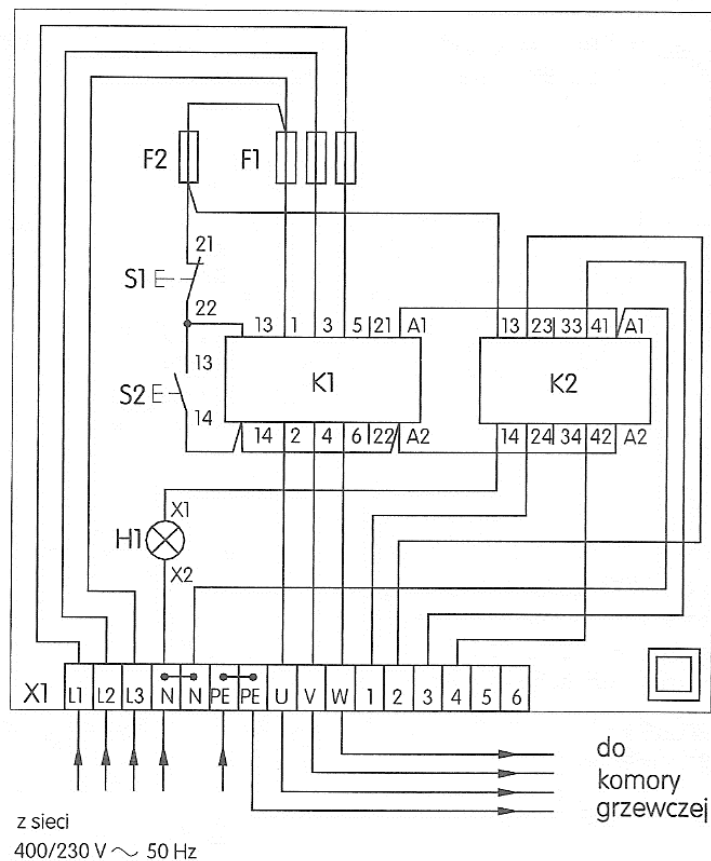 F2 F1
21
S1 E
22
13 1 3 5 21 A1 13 23 33 41 A1
13
S2 E K1 K2
14
14 2 4 6 22 A2 14 24 34 42 A2
X1
H1
X2
X1 L1 L2 L3 N N PE PE U V W 1 2 3 4 5 6
do
komory
grzewczej
z sieci
400/230 V ~ 50 Hz